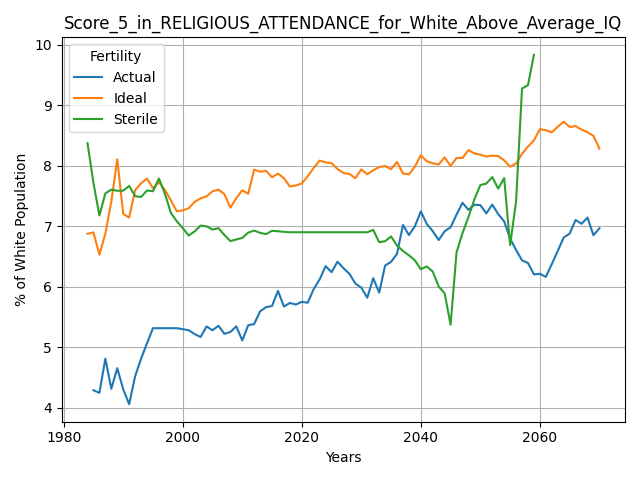 Score_5_in_RELIGIOUS_ATTENDANCE_for_White_Above_Average_IQ
Fertility
Actual
Ideal
Sterile
% of White Population
10
9
8
7
6
5
4
1980
2000
2020
2040
2060
Years